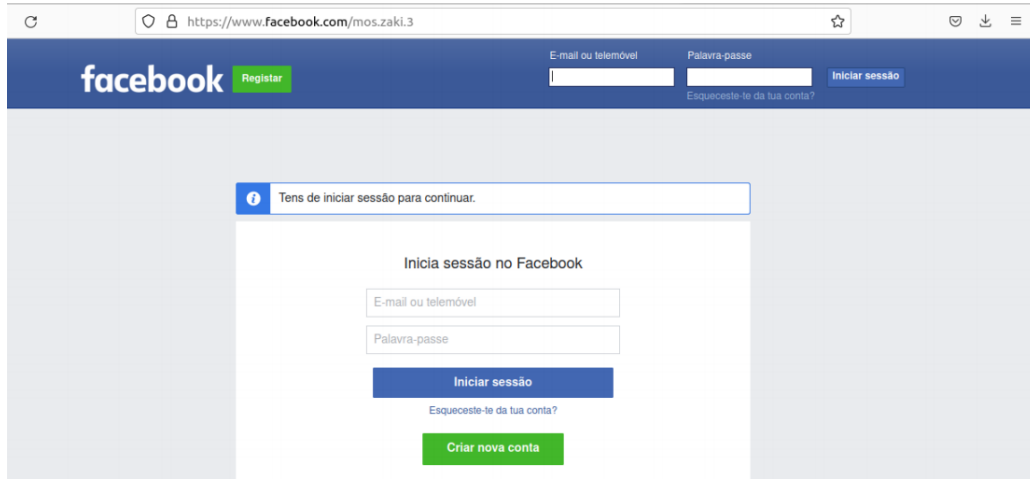 https://www.facebook.com/mos.zaki.3
facebook
Registar
E-mail ou telemóvel
Palavra-passe
Iniciar sessão
Esqueceste-te da tua conta?
Tens de iniciar sessão para continuar.
Inicia sessão no Facebook
E-mail ou telemóvel
Palavra-passe
Iniciar sessão
Esqueceste-te da tua conta?
Criar nova conta